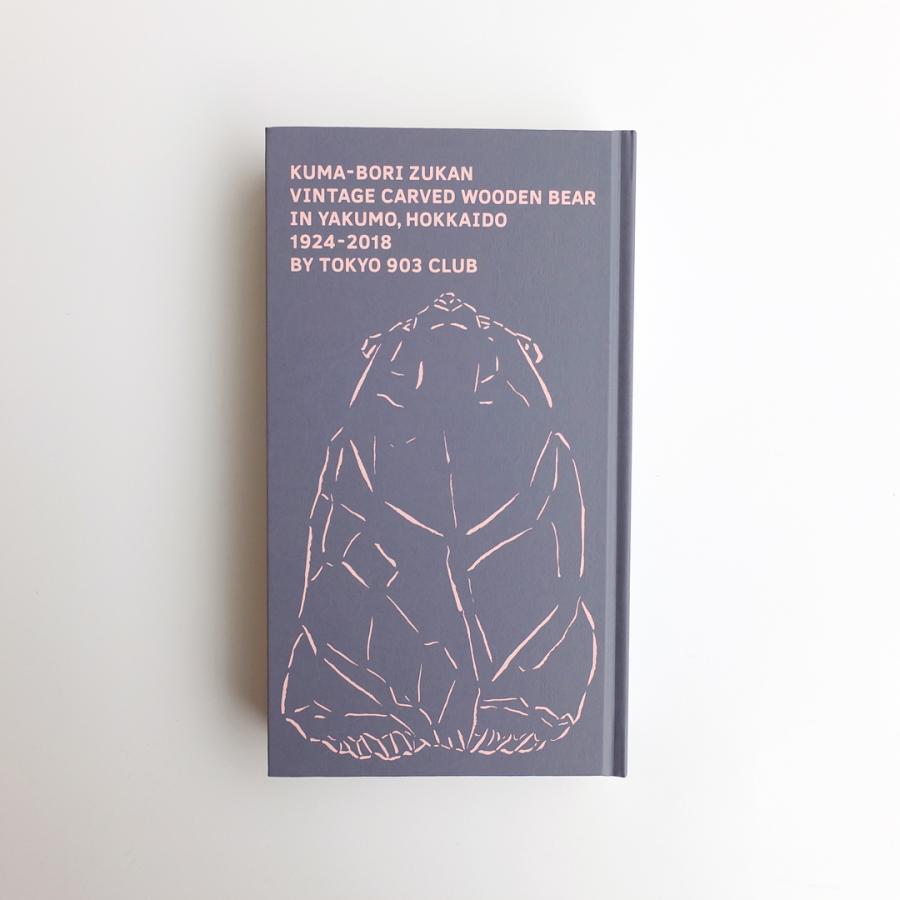 KUMA-BORI ZUKAN
VINTAGE CARVED WOODEN BEAR
IN YAKUMO, HOKKAIDO
1924-2018
BY TOKYO 903 CLUB